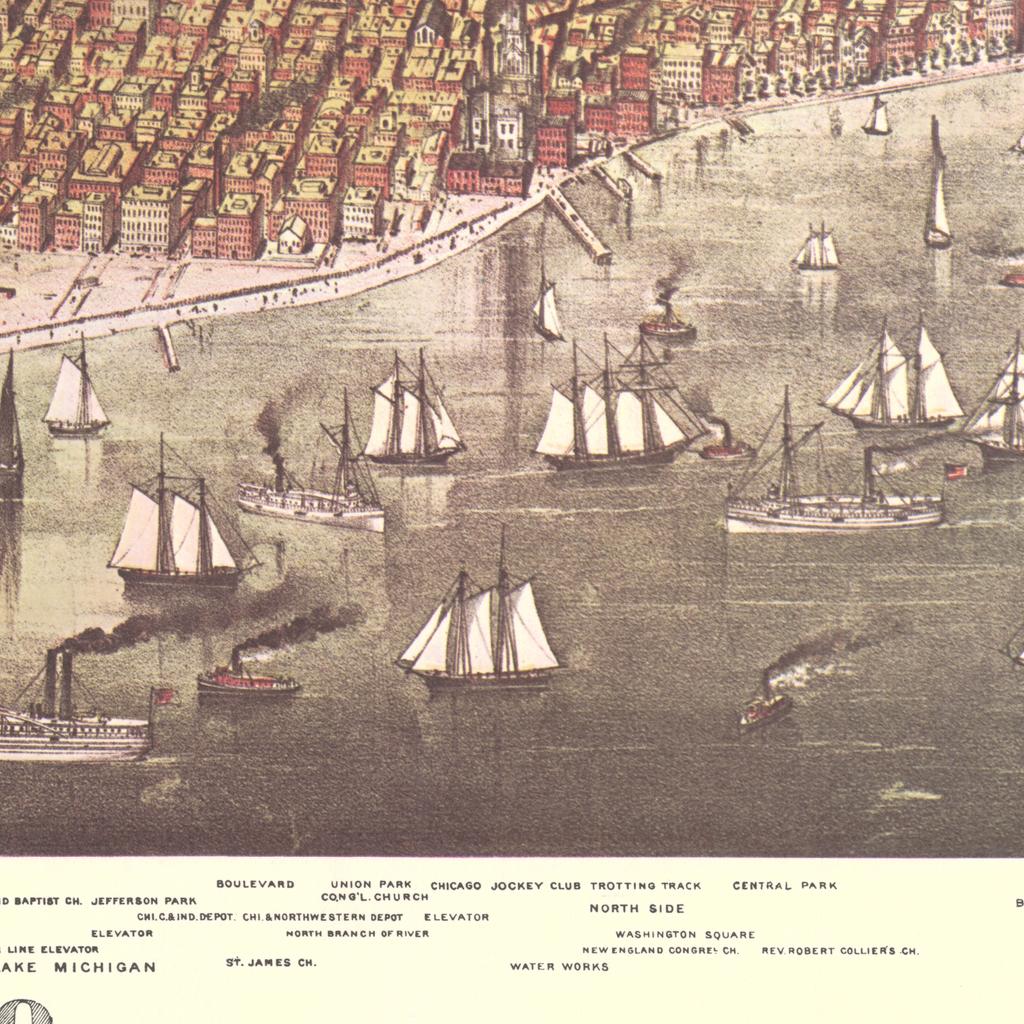 BOULEVARD UNION PARK CHICAGO JOCKEY CLUB TROTTING TRACK CENTRAL PARK
D BAPTIST CH. JEFFERSON PARK CONG'L. CHURCH NORTH SIDE
CHI.C.&IND.DEPOT. CHI.&NORTHWESTERN DEPOT ELEVATOR
ELEVATOR NORTH BRANCH OF RIVER WASHINGTON SQUARE
LINE ELEVATOR NEW ENGLAND CONGRE: CH. REV. ROBERT COLLIER'S CH.
AKE MICHIGAN ST. JAMES CH. WATER WORKS